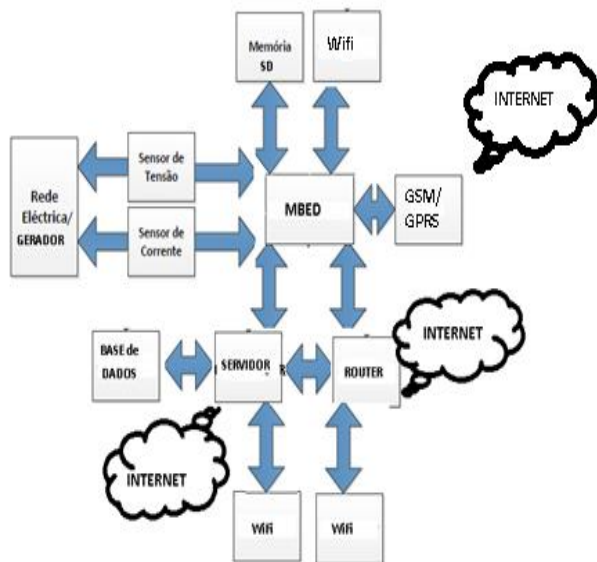 Memória
SD
Wifi
INTERNET
Sensor de
Tensão
Rede
Eléctrica/
GERADOR
MBED
GSM/
GPRS
Sensor de
Corrente
INTERNET
BASE de
DADOS
SERVIDOR
ROUTER
INTERNET
Wifi
Wifi